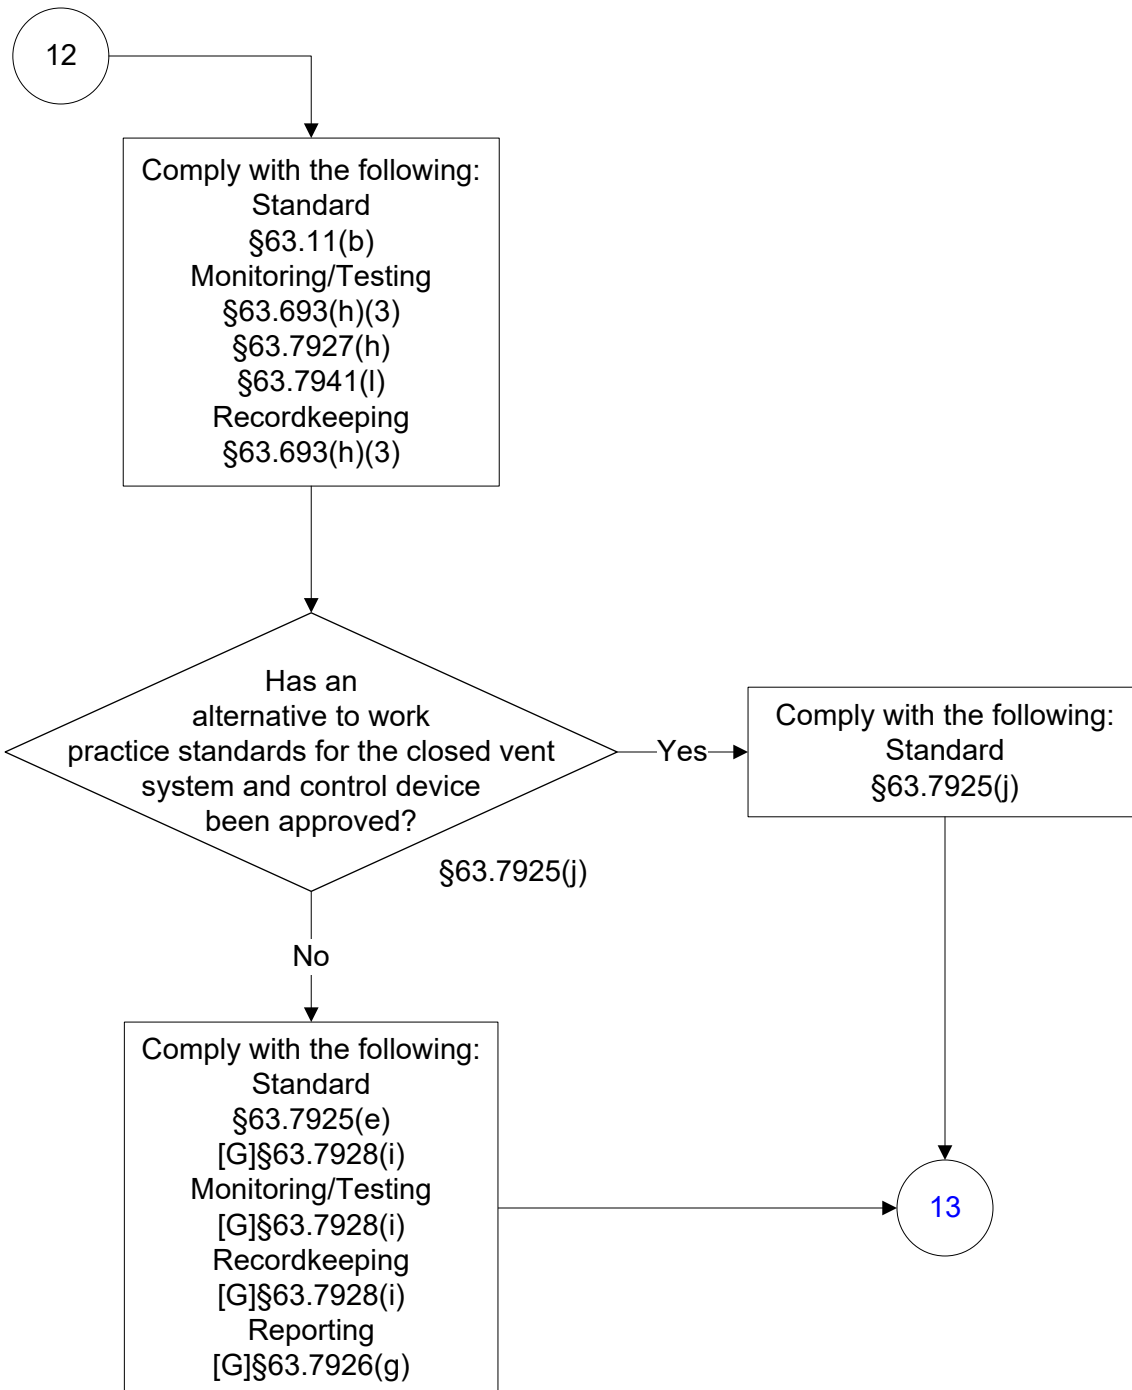 12
Comply with the following:
Standard
§63.11(b)
Monitoring/Testing
§63.693(h)(3)
§63.7927(h)
§63.7941(l)
Recordkeeping
§63.693(h)(3)
Has an
alternative to work
practice standards for the closed vent
system and control device
been approved?
§63.7925(j)
Yes
Comply with the following:
Standard
§63.7925(j)
No
Comply with the following:
Standard
§63.7925(e)
[G]§63.7928(i)
Monitoring/Testing
[G]§63.7928(i)
Recordkeeping
[G]§63.7928(i)
Reporting
[G]§63.7926(g)
13